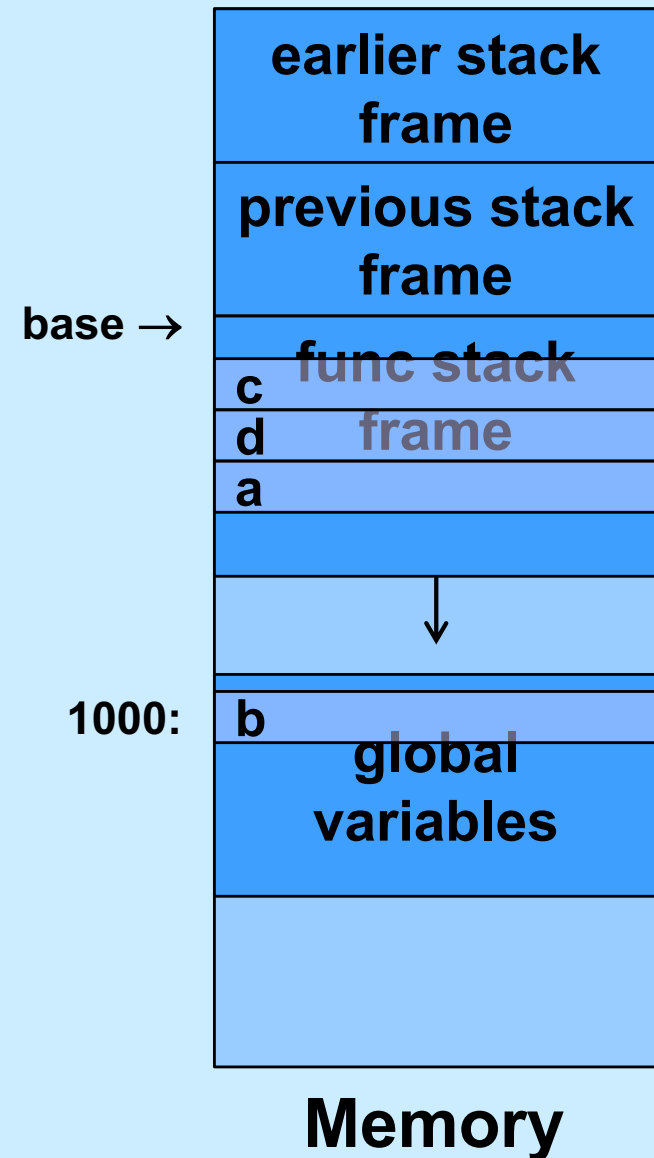 earlier stack
frame
previous stack
frame
base →
func stack
c
frame
d
a
1000:
b
global
variables
Memory